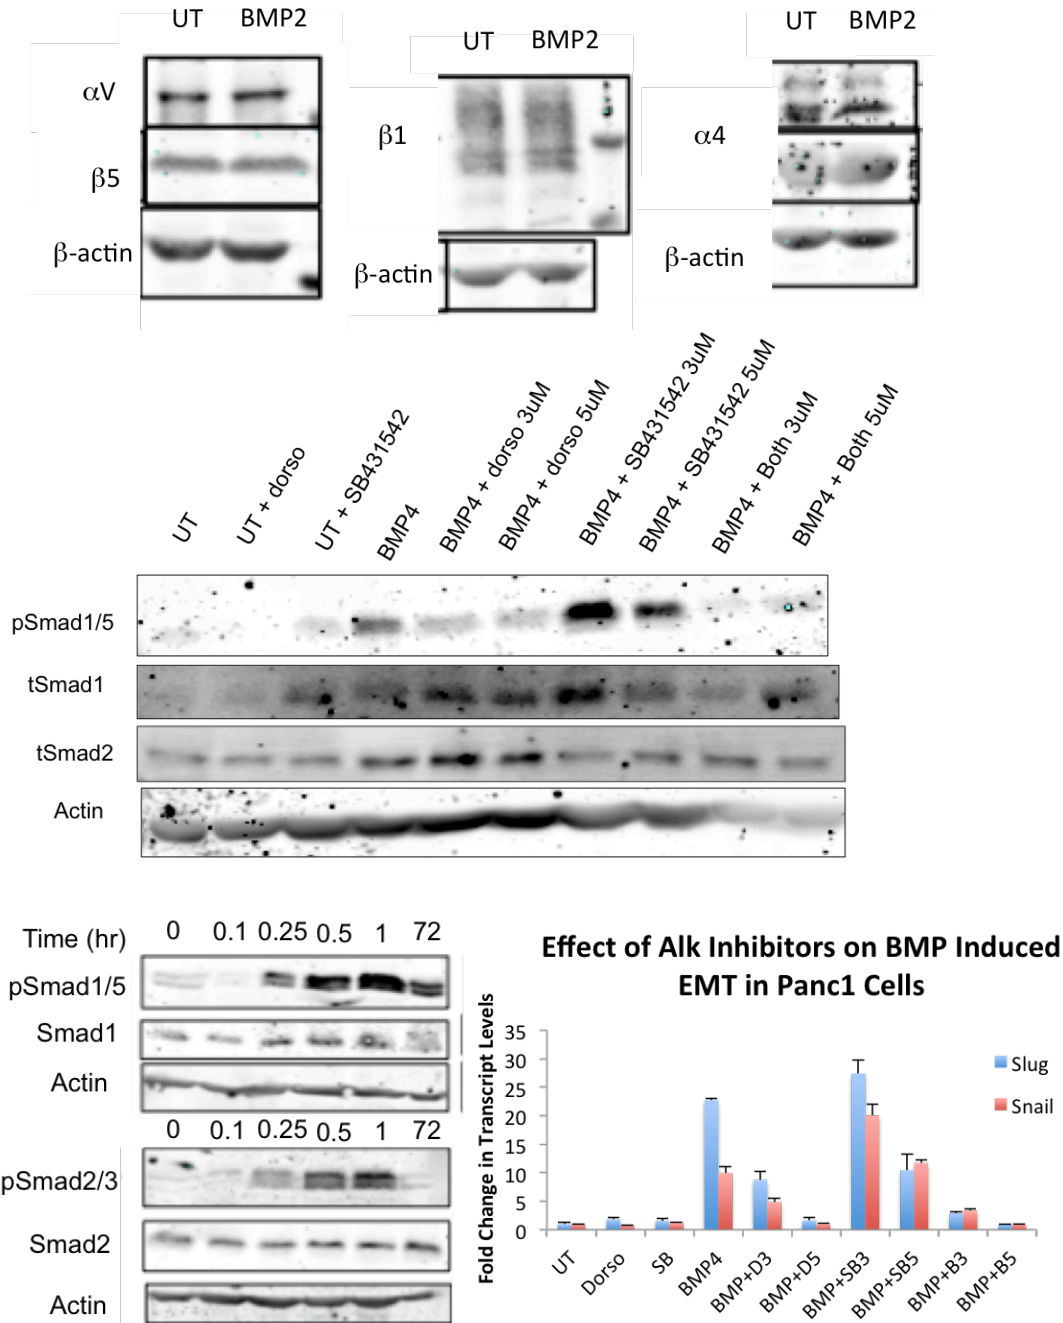 UT BMP2
αV
β5
β-actin
UT BMP2
β1
β-actin
UT BMP2
α4
β-actin
UT
UT + dorso
UT + SB431542
BMP4
BMP4 + dorso 3uM
BMP4 + dorso 5uM
BMP4 + SB431542 3uM
BMP4 + SB431542 5uM
BMP4 + Both 3uM
BMP4 + Both 5uM
pSmad1/5
tSmad1
tSmad2
Actin
Time (hr) 0 0.1 0.25 0.5 1 72
pSmad1/5
Smad1
Actin
0 0.1 0.25 0.5 1 72
pSmad2/3
Smad2
Actin
Effect of Alk Inhibitors on BMP Induced
EMT in Panc1 Cells
Fold Change in Transcript Levels
35
30
25
20
15
10
5
0
UT
Dorso
SB
BMP4
BMP+D3
BMP+D5
BMP+SB3
BMP+SB5
BMP+B3
BMP+B5
Slug
Snail